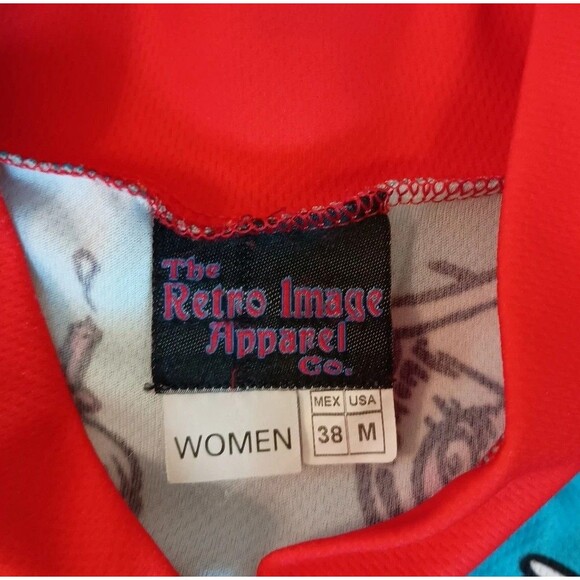 The
Retro Image
Apparel
Co.
WOMEN
MEX USA
38 M